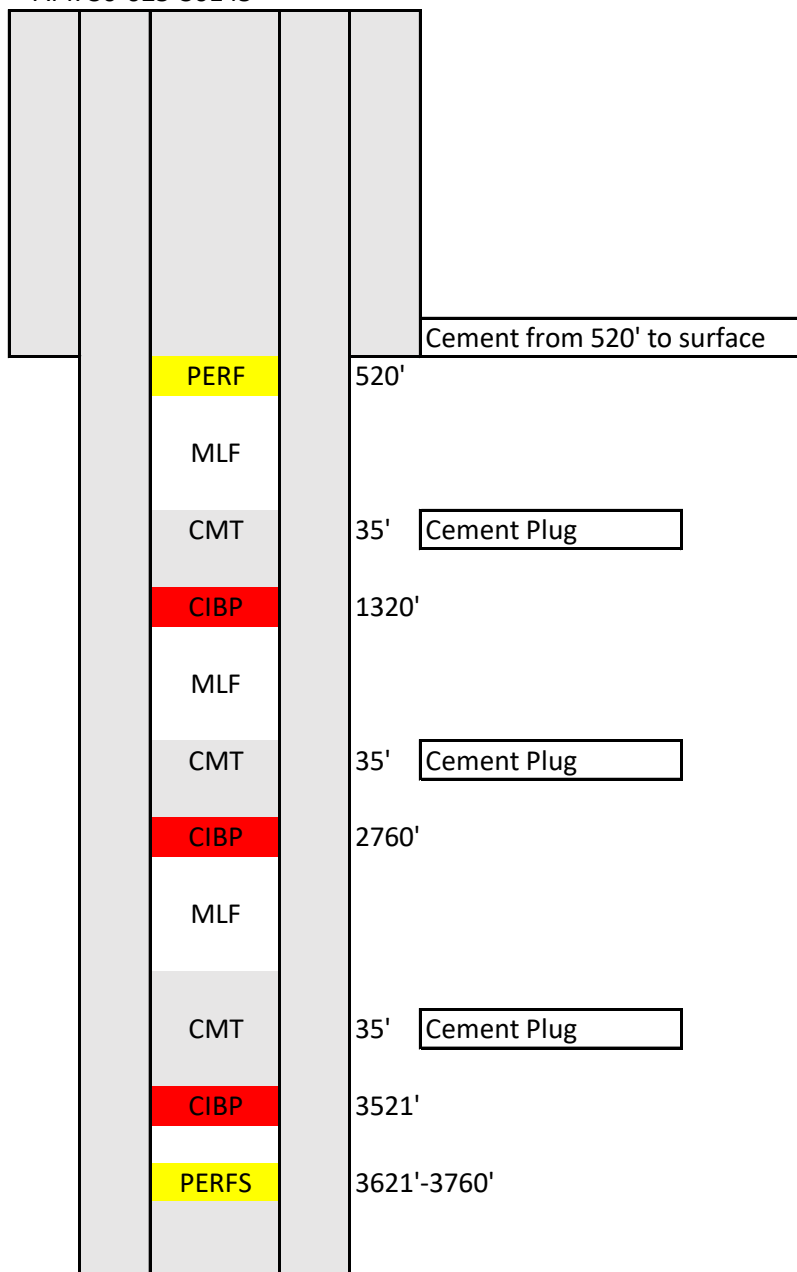 Cement from 520' to surface
PERF 520'
MLF
CMT 35' Cement Plug
CIBP 1320'
MLF
CMT 35' Cement Plug
CIBP 2760'
MLF
CMT 35' Cement Plug
CIBP 3521'
PERFS 3621'-3760'